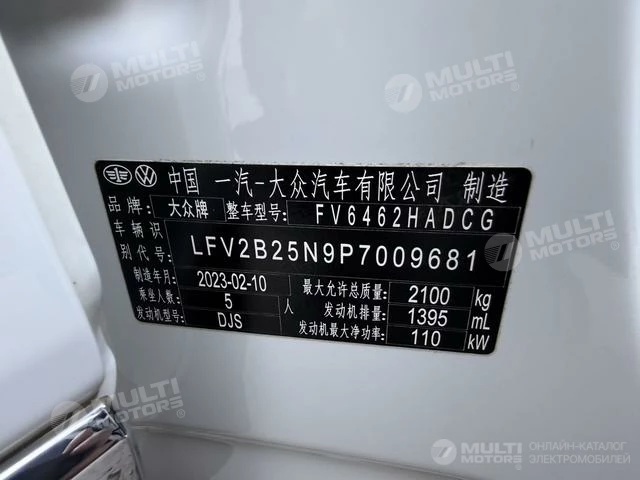 中国 一汽-大众汽车有限公司 制造
品牌: 大众牌 整车型号: FV6462HADCG
车辆识别代号: LFV2B25N9P7009681
制造年月: 2023-02-10 最大允许总质量: 2100 kg
乘坐人数: 5 人 发动机排量: 1395 mL
发动机型号: DJS 发动机最大净功率: 110 kW
MULTI MOTORS
MULTI MOTORS
MULTI MOTORS
MULTI MOTORS
MULTI MOTORS ОНЛАЙН-КАТАЛОГ ЭЛЕКТРОМОБИЛЕЙ